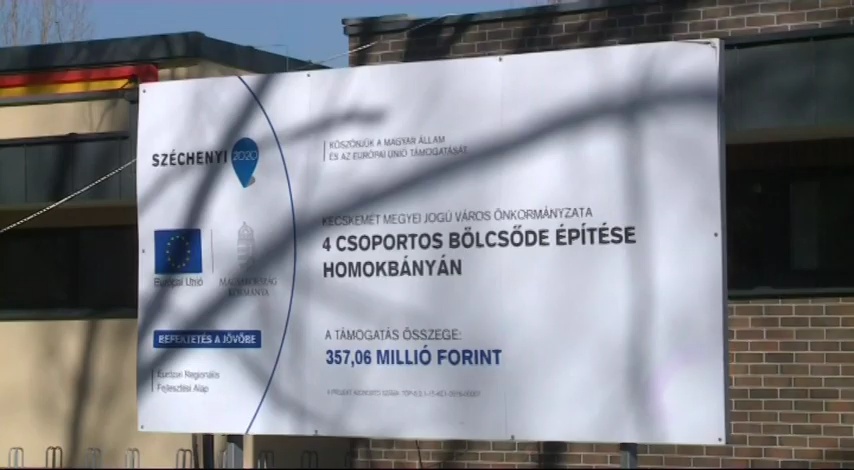 SZÉCHENYI 2020
KÖSZÖNJÜK A MAGYAR ÁLLAM
ÉS AZ EURÓPAI UNIÓ TÁMOGATÁSÁT
KECSKEMÉT MEGYEI JOGÚ VÁROS ÖNKORMÁNYZATA
4 CSOPORTOS BÖLCSŐDE ÉPÍTÉSE
HOMOKBÁNYÁN
Európai Unió
MAGYARORSZÁG
KORMÁNYA
BEFEKTETÉS A JÖVŐBE
Európai Regionális
Fejlesztési Alap
A TÁMOGATÁS ÖSSZEGE:
357,06 MILLIÓ FORINT